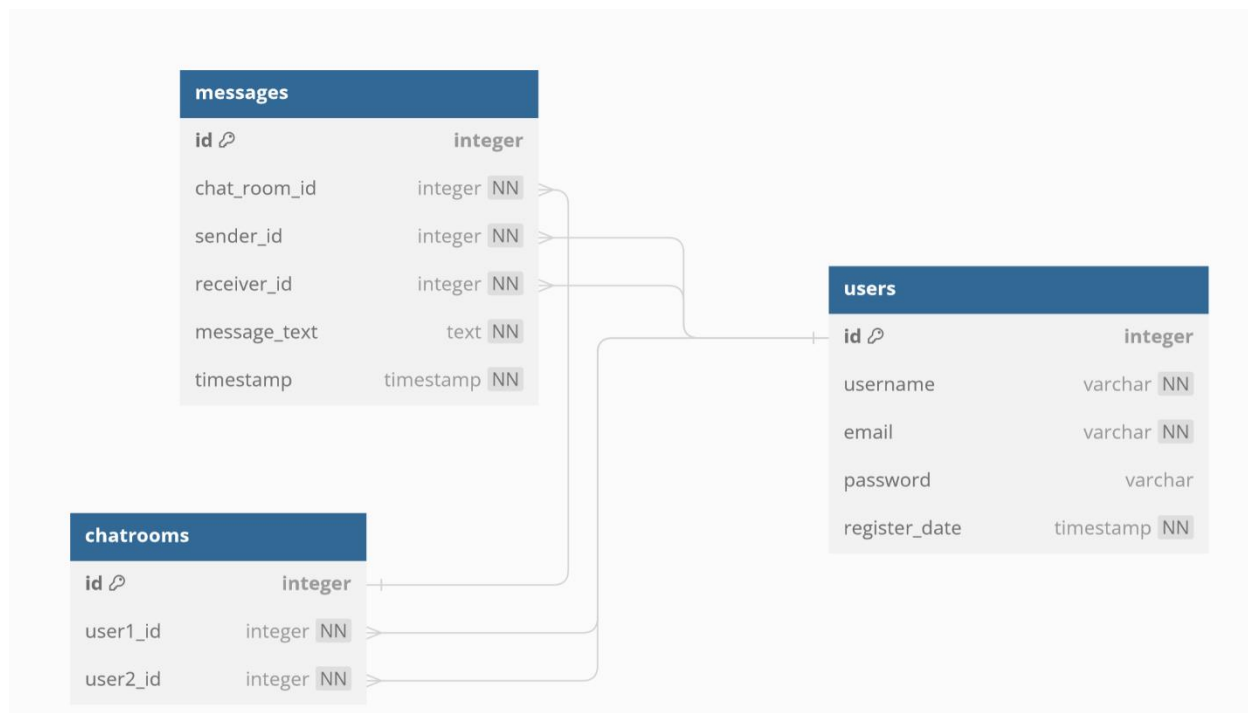 messages
id integer
chat_room_id integer NN
sender_id integer NN
receiver_id integer NN
message_text text NN
timestamp timestamp NN
users
id integer
username varchar NN
email varchar NN
password varchar
register_date timestamp NN
chatrooms
id integer
user1_id integer NN
user2_id integer NN